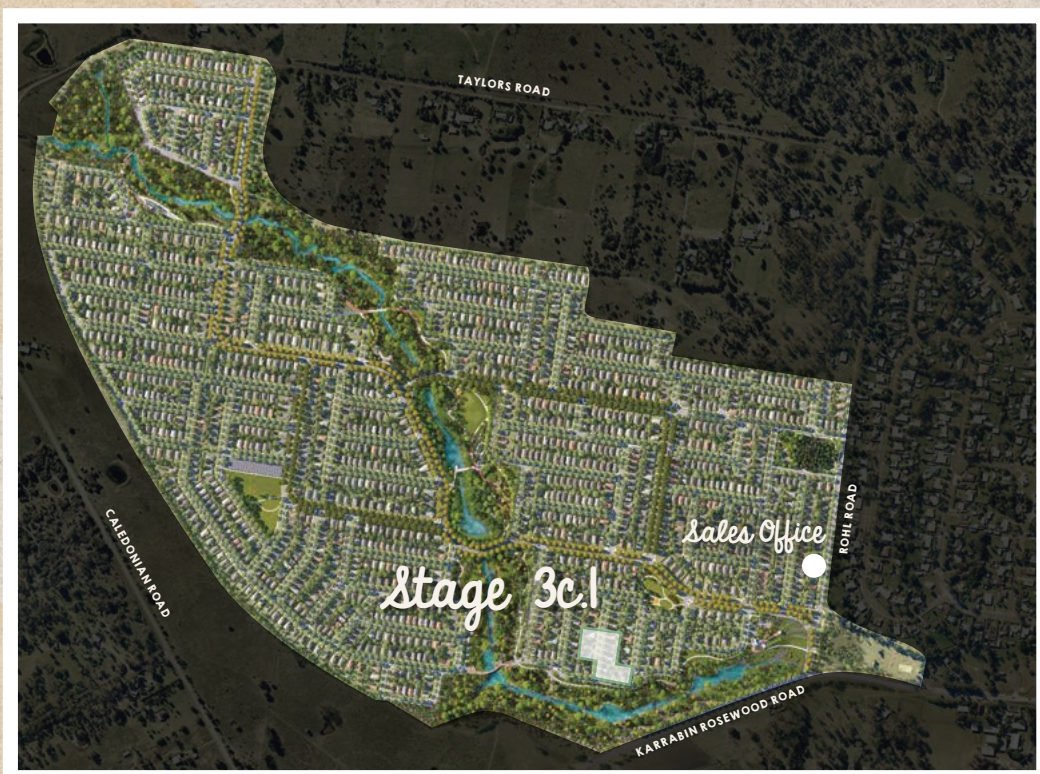 TAYLORS ROAD
Sales Office
ROHL ROAD
CALEDONIAN ROAD
Stage 3c.1
KARRABIN ROSEWOOD ROAD